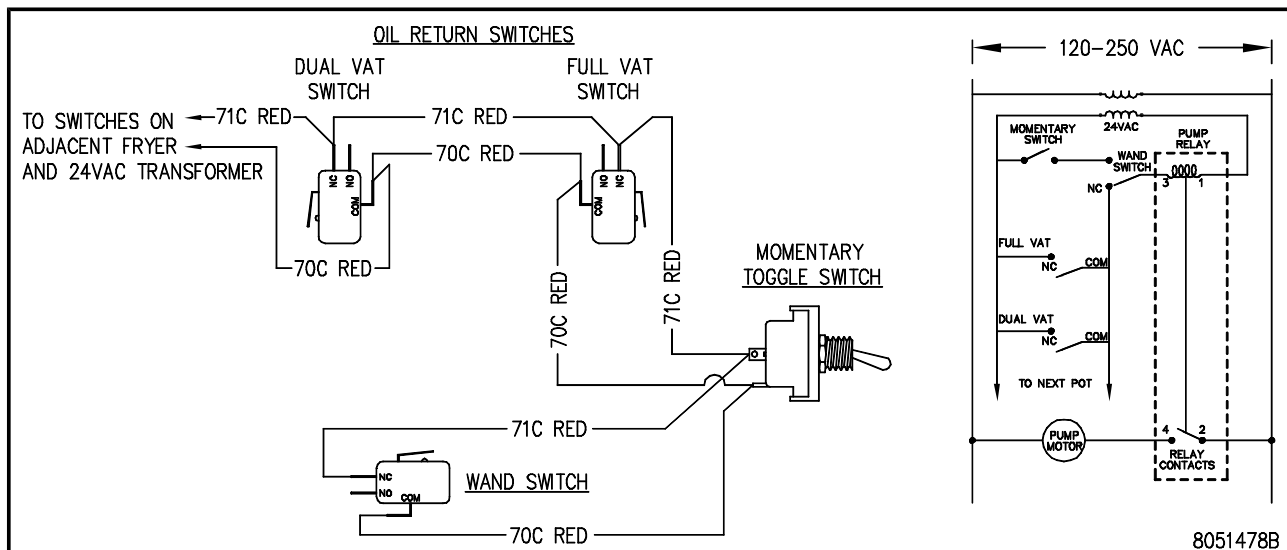 OIL RETURN SWITCHES
DUAL VAT
SWITCH
FULL VAT
SWITCH
TO SWITCHES ON
ADJACENT FRYER
AND 24VAC TRANSFORMER
71C RED
71C RED
70C RED
NC
NO
COM
NO
NC
COM
70C RED
70C RED
71C RED
MOMENTARY
TOGGLE SWITCH
71C RED
NC
NO
COM
WAND SWITCH
70C RED
120-250 VAC
24VAC
MOMENTARY
SWITCH
PUMP
RELAY
WAND
SWITCH
NC
3
1
FULL VAT
NC
COM
DUAL VAT
NC
COM
TO NEXT POT
PUMP
MOTOR
4
2
RELAY
CONTACTS
8051478B